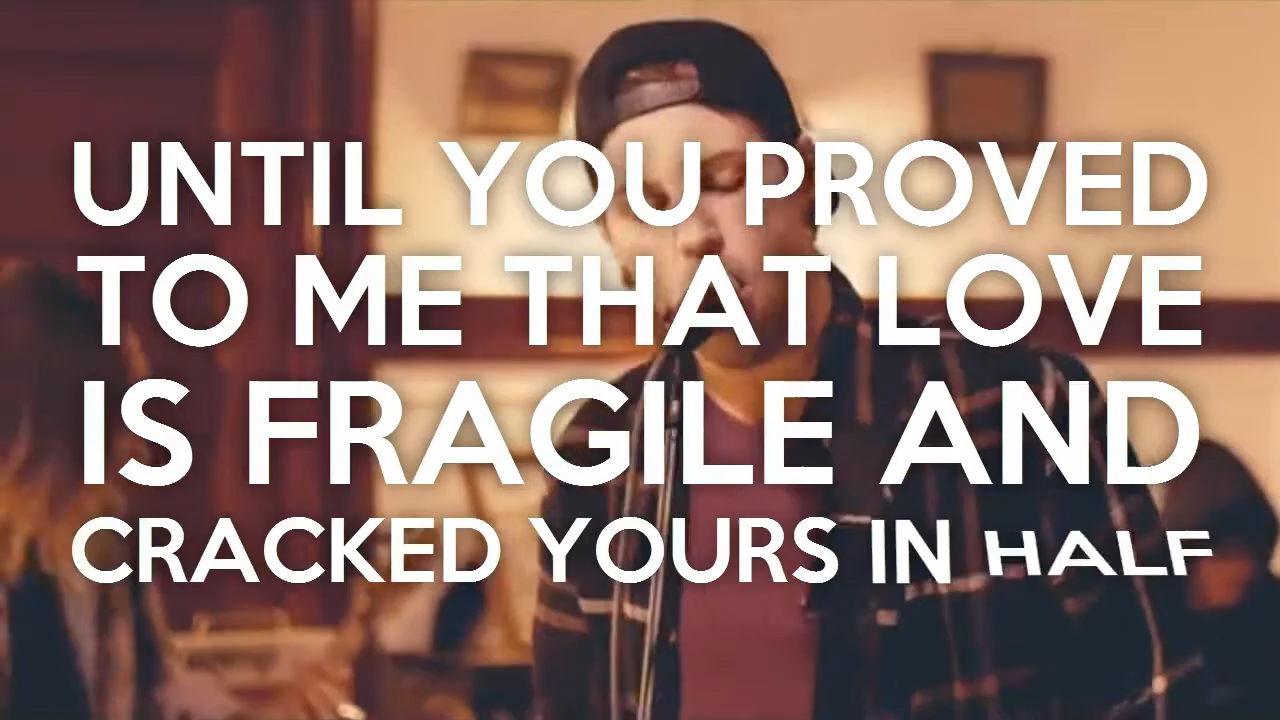 UNTIL YOU PROVED
TO ME THAT LOVE
IS FRAGILE AND
CRACKED YOURS IN HALF